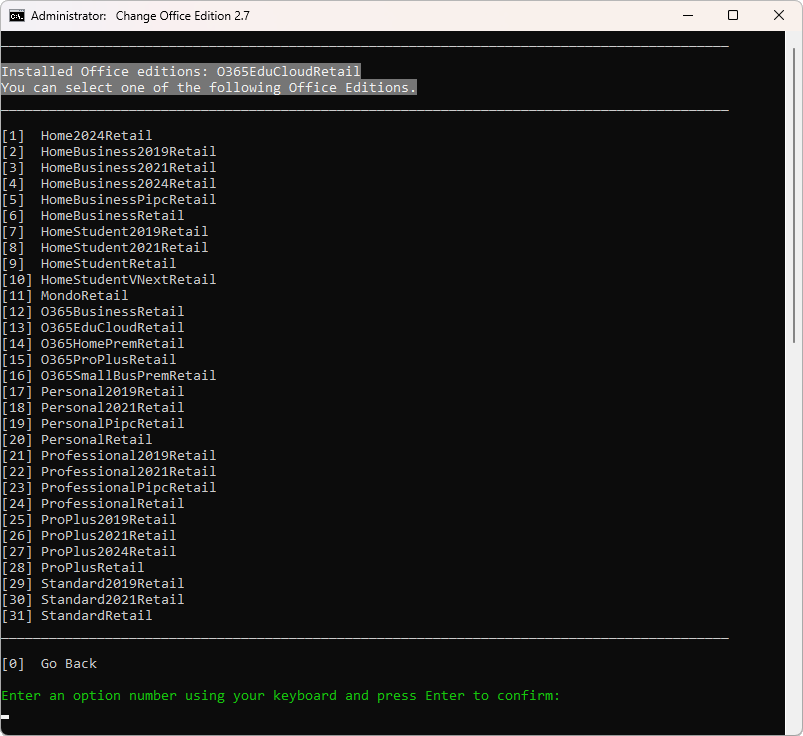 Administrator: Change Office Edition 2.7
Installed Office editions: O365EduCloudRetail
You can select one of the following Office Editions.
[1] Home2024Retail
[2] HomeBusiness2019Retail
[3] HomeBusiness2021Retail
[4] HomeBusiness2024Retail
[5] HomeBusinessPipcRetail
[6] HomeBusinessRetail
[7] HomeStudent2019Retail
[8] HomeStudent2021Retail
[9] HomeStudentRetail
[10] HomeStudentVNextRetail
[11] MondoRetail
[12] O365BusinessRetail
[13] O365EduCloudRetail
[14] O365HomePremRetail
[15] O365ProPlusRetail
[16] O365SmallBusPremRetail
[17] Personal2019Retail
[18] Personal2021Retail
[19] PersonalPipcRetail
[20] PersonalRetail
[21] Professional2019Retail
[22] Professional2021Retail
[23] ProfessionalPipcRetail
[24] ProfessionalRetail
[25] ProPlus2019Retail
[26] ProPlus2021Retail
[27] ProPlus2024Retail
[28] ProPlusRetail
[29] Standard2019Retail
[30] Standard2021Retail
[31] StandardRetail
[0] Go Back
Enter an option number using your keyboard and press Enter to confirm: